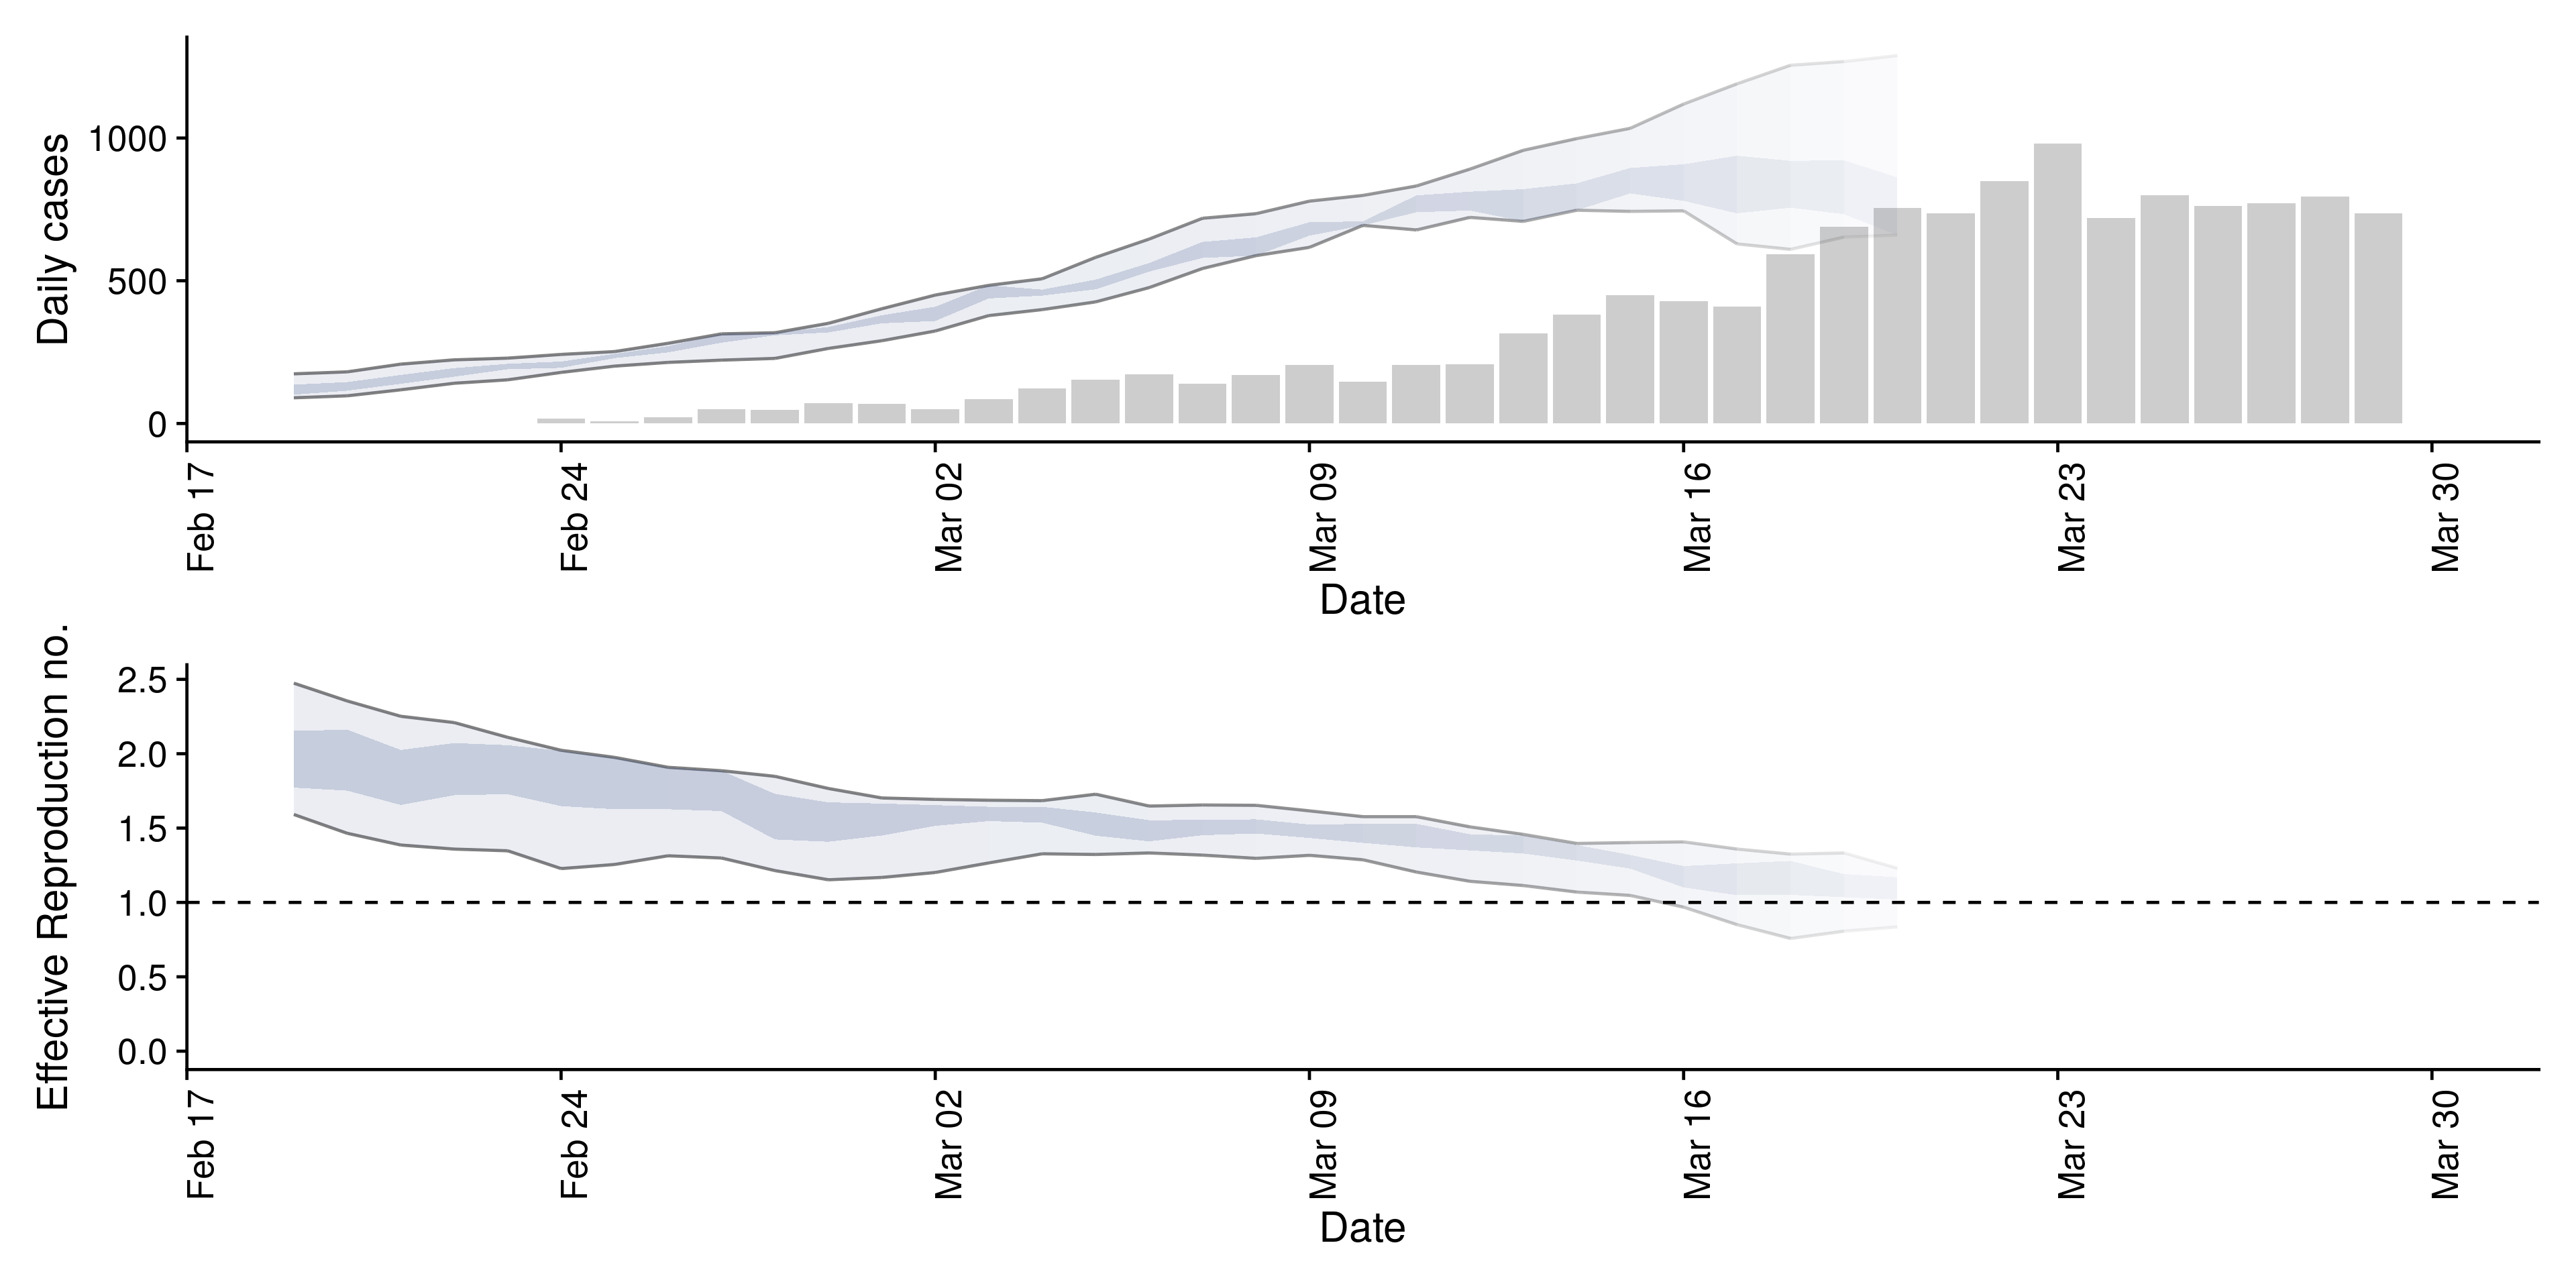 Daily cases
1000
500
0
Feb 17
Feb 24
Mar 02
Mar 09
Mar 16
Mar 23
Mar 30
Date
Effective Reproduction no.
2.5
2.0
1.5
1.0
0.5
0.0
Feb 17
Feb 24
Mar 02
Mar 09
Mar 16
Mar 23
Mar 30
Date